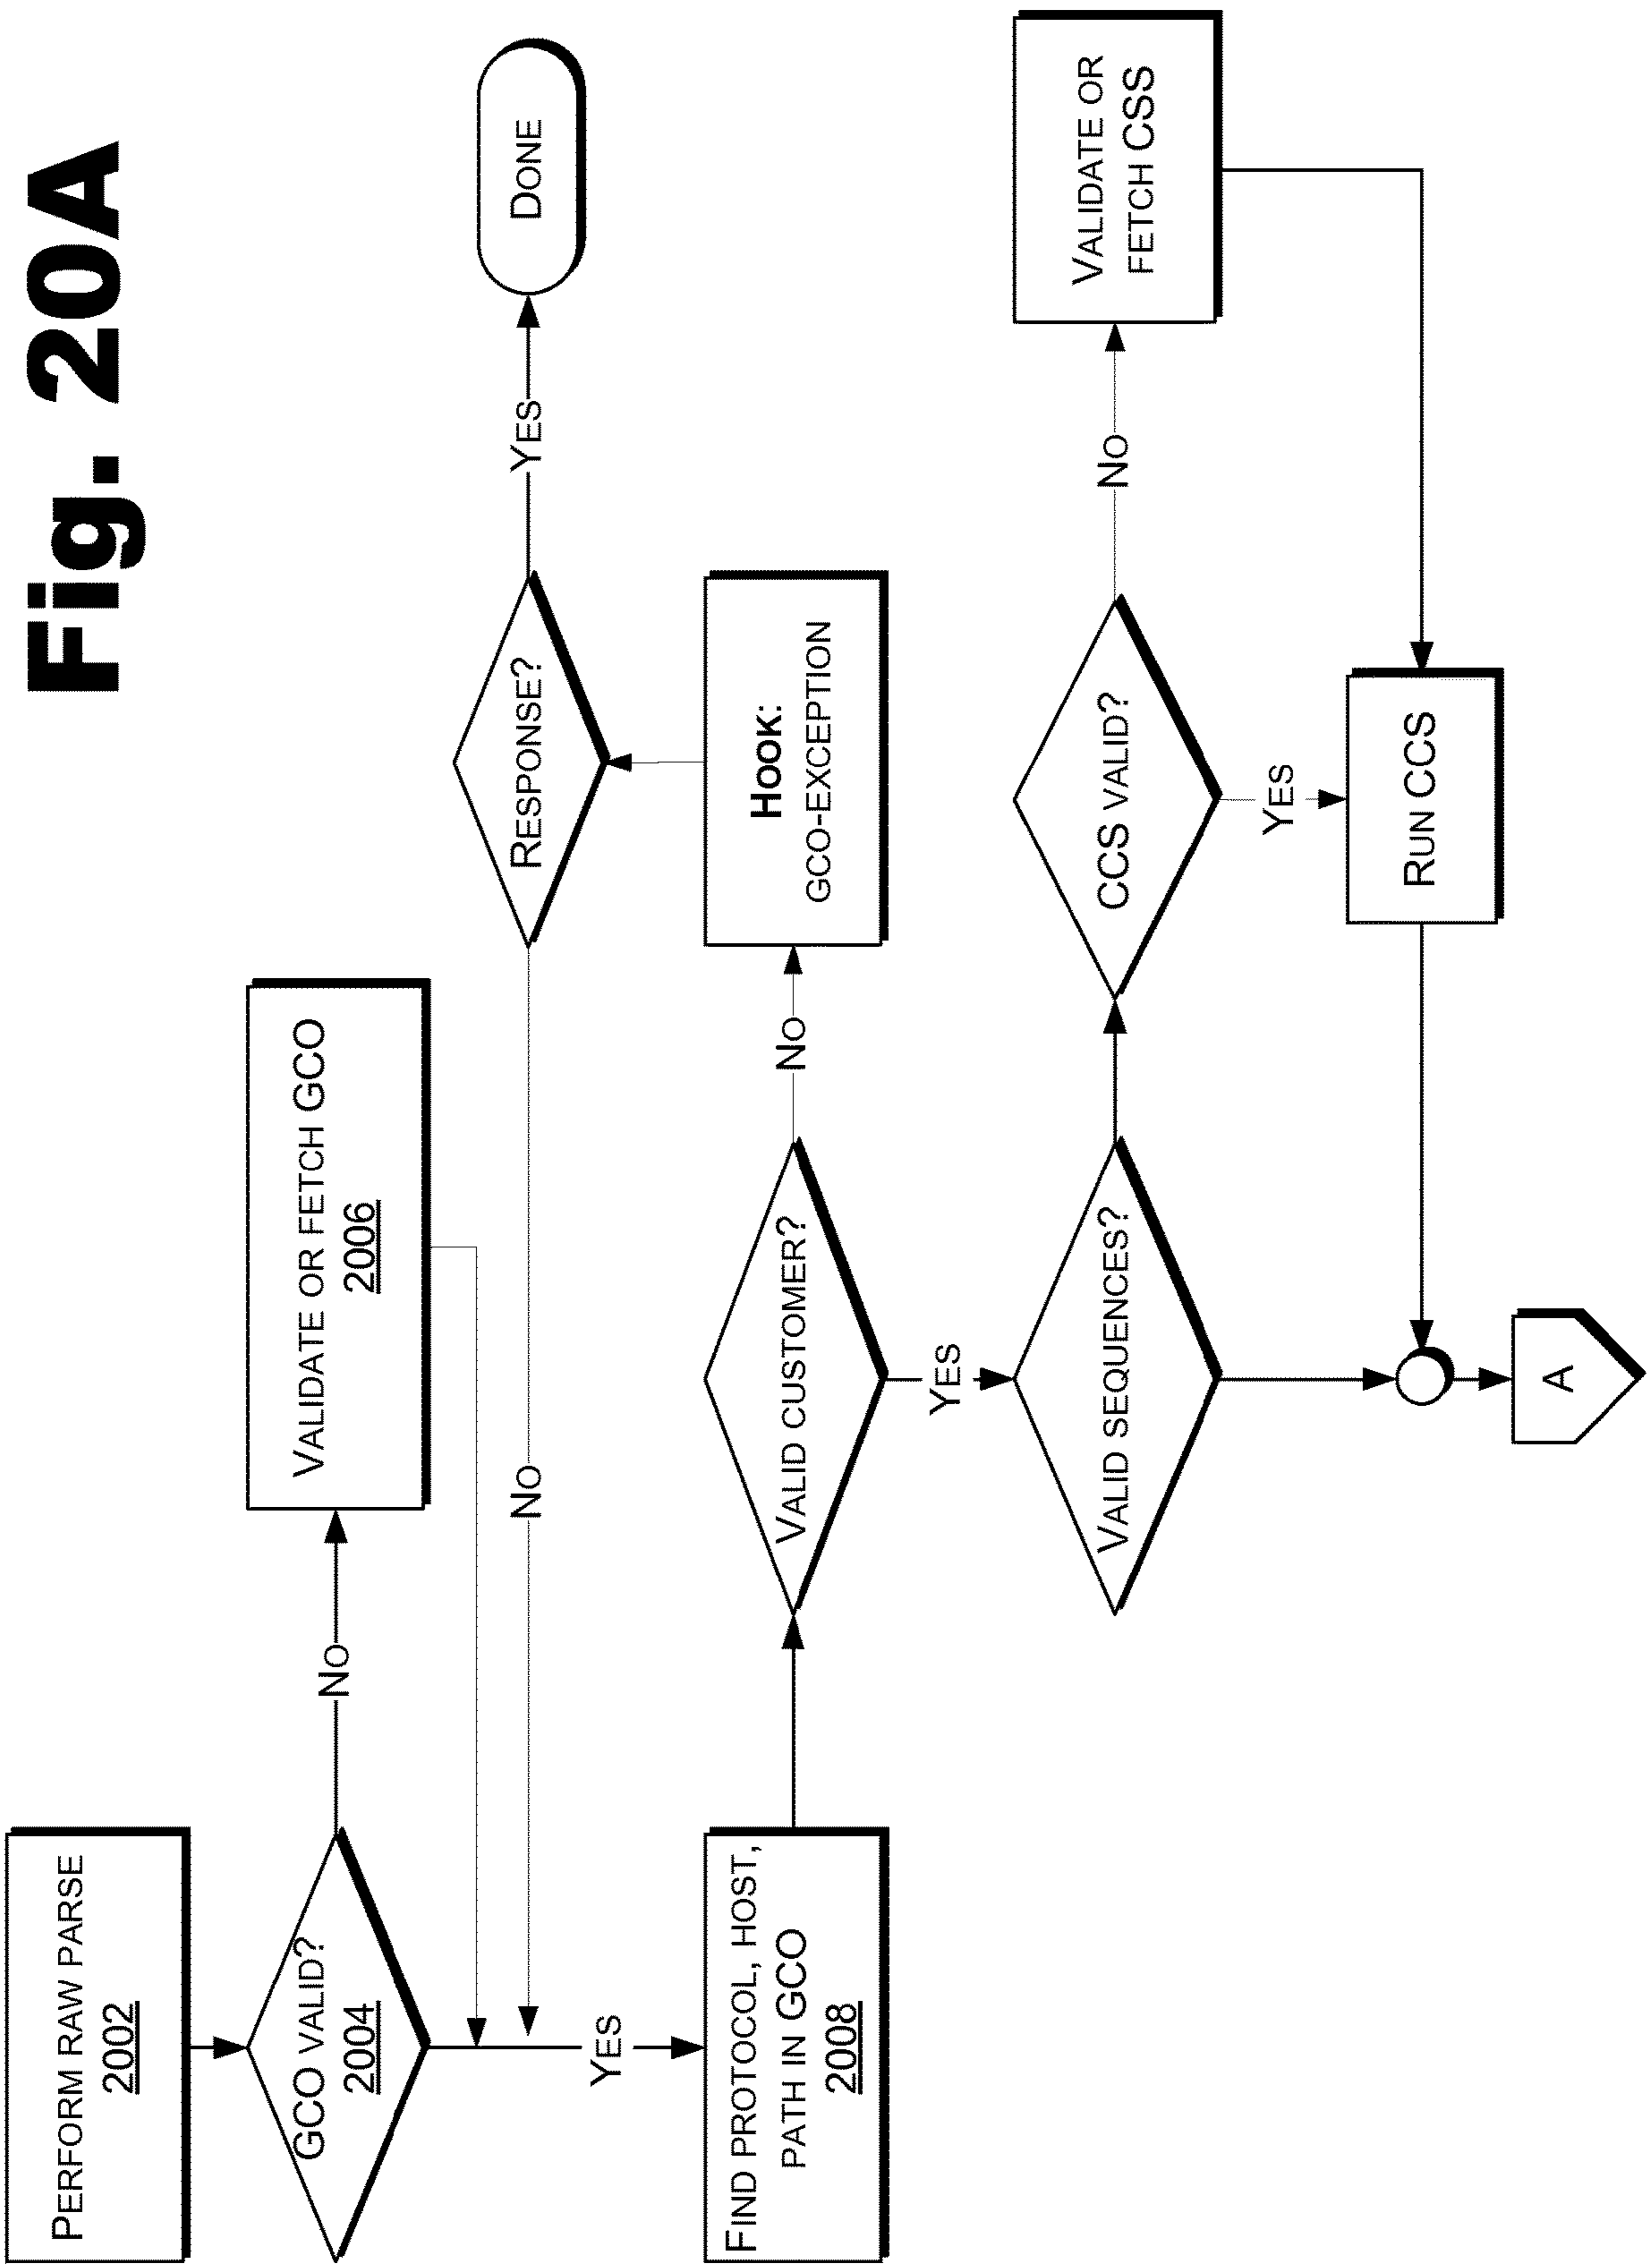 Fig. 20A
PERFORM RAW PARSE
2002
GCO VALID?
2004
NO
VALIDATE OR FETCH GCO
2006
NO
RESPONSE?
YES
DONE
YES
FIND PROTOCOL, HOST,
PATH IN GCO
2008
VALID CUSTOMER?
NO
HOOK:
GCO-EXCEPTION
YES
VALID SEQUENCES?
CCS VALID?
NO
VALIDATE OR
FETCH CSS
YES
RUN CCS
A